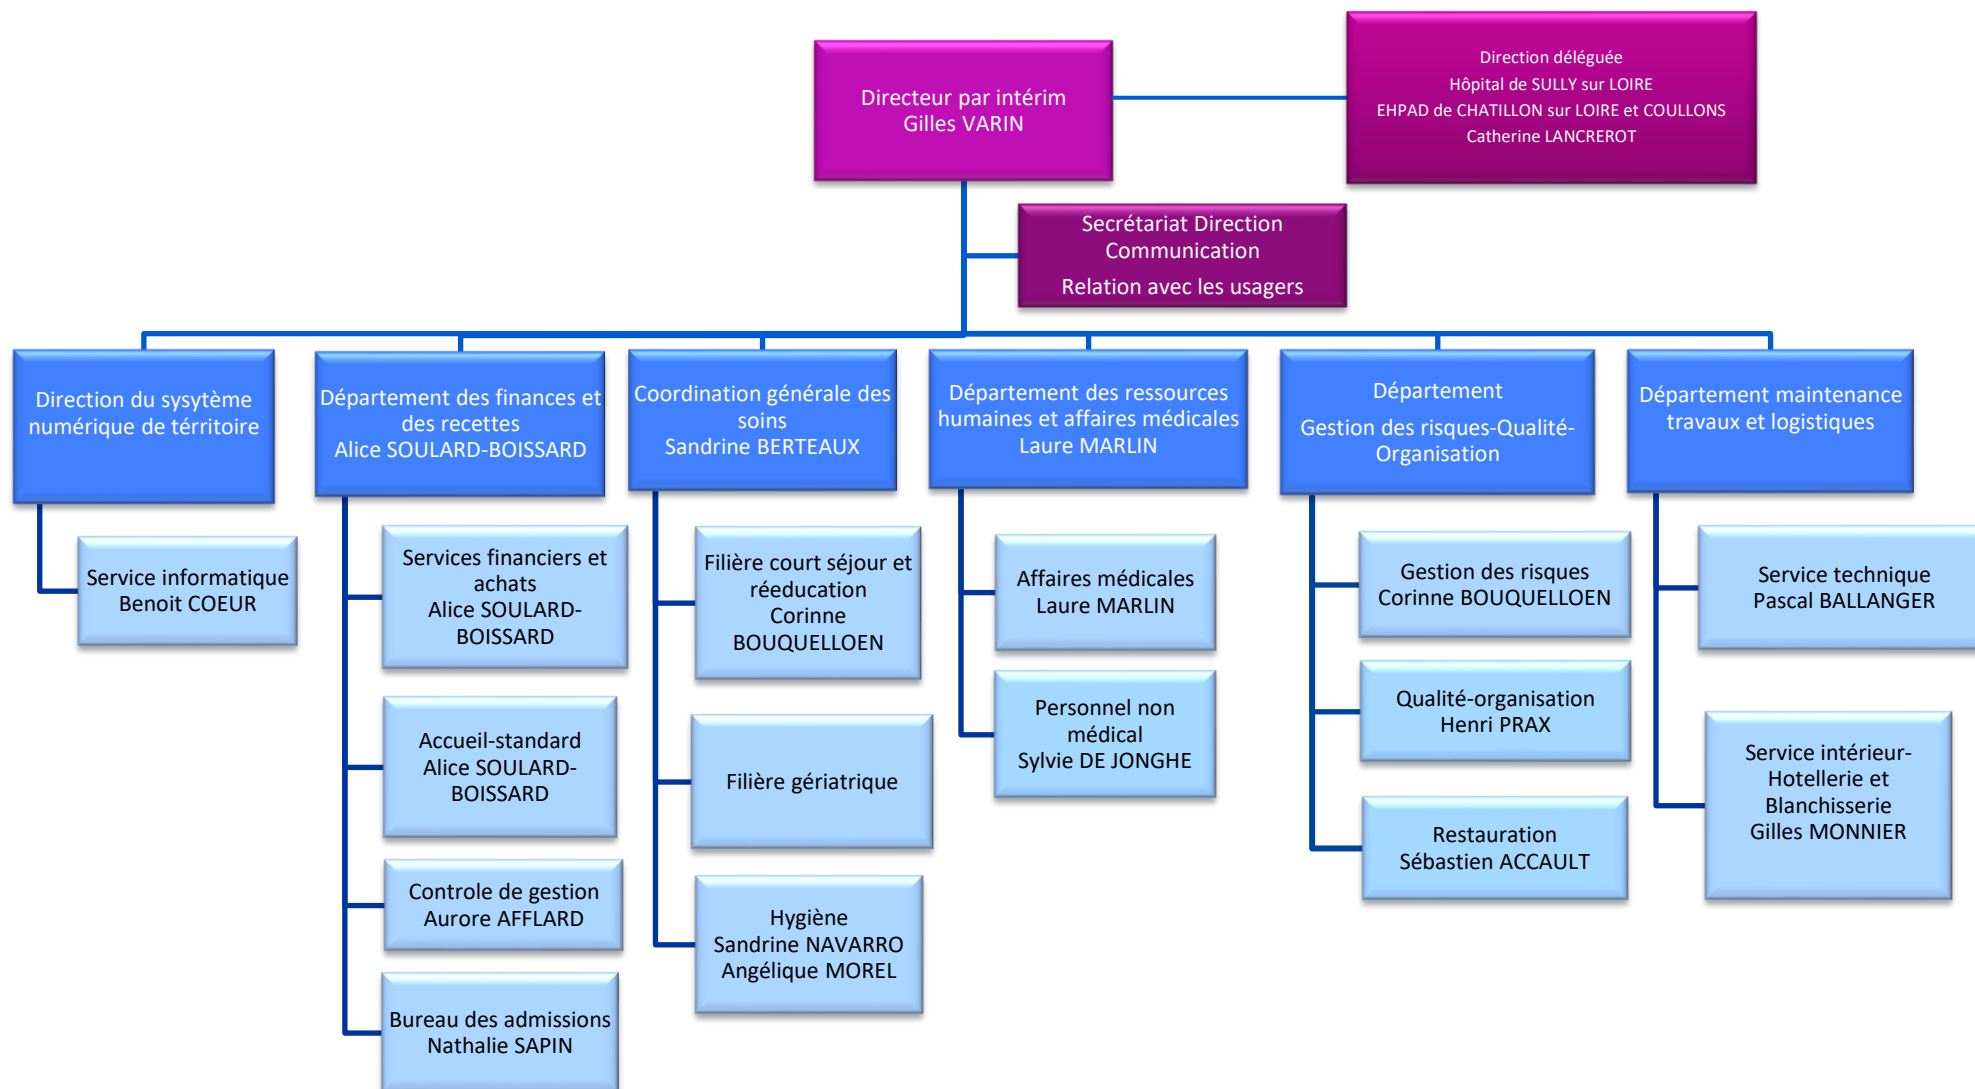 Directeur par intérim
Gilles VARIN
Direction déléguée
Hôpital de SULLY sur LOIRE
EHPAD de CHATILLON sur LOIRE et COULLONS
Catherine LANCREROT
Secrétariat Direction
Communication
Relation avec les usagers
Direction du sysytème
numérique de térritoire
Service informatique
Benoit COEUR
Département des finances et
des recettes
Alice SOULARD-BOISSARD
Services financiers et
achats
Alice SOULARD-
BOISSARD
Accueil-standard
Alice SOULARD-
BOISSARD
Controle de gestion
Aurore AFFLARD
Bureau des admissions
Nathalie SAPIN
Coordination générale des
soins
Sandrine BERTEAUX
Filière court séjour et
réeducation
Corinne
BOUQUELLOEN
Filière gériatrique
Hygiène
Sandrine NAVARRO
Angélique MOREL
Département des ressources
humaines et affaires médicales
Laure MARLIN
Affaires médicales
Laure MARLIN
Personnel non
médical
Sylvie DE JONGHE
Département
Gestion des risques-Qualité-
Organisation
Gestion des risques
Corinne BOUQUELLOEN
Qualité-organisation
Henri PRAX
Restauration
Sébastien ACCAULT
Département maintenance
travaux et logistiques
Service technique
Pascal BALLANGER
Service intérieur-
Hotellerie et
Blanchisserie
Gilles MONNIER